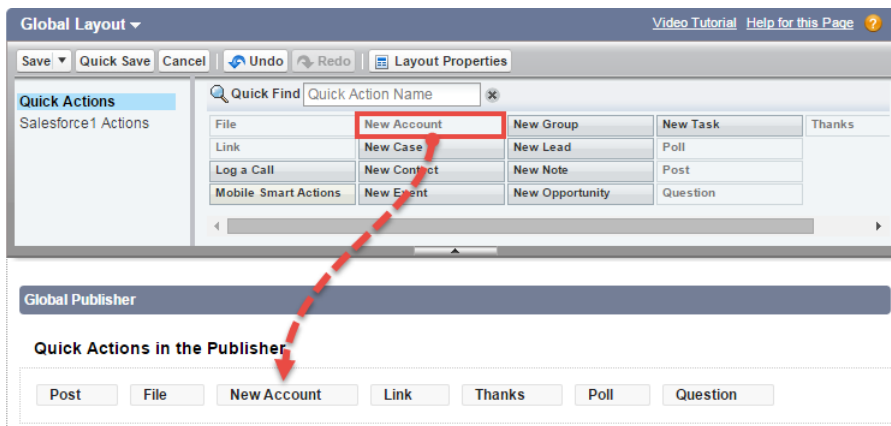 Global Layout Video Tutorial Help for this Page ?
Save Quick Save Cancel Undo Redo Layout Properties
Quick Actions
Salesforce1 Actions
Quick Find Quick Action Name
File New Account New Group New Task Thanks
Link New Case New Lead Poll
Log a Call New Contact New Note Post
Mobile Smart Actions New Event New Opportunity Question
Global Publisher
Quick Actions in the Publisher
Post File New Account Link Thanks Poll Question